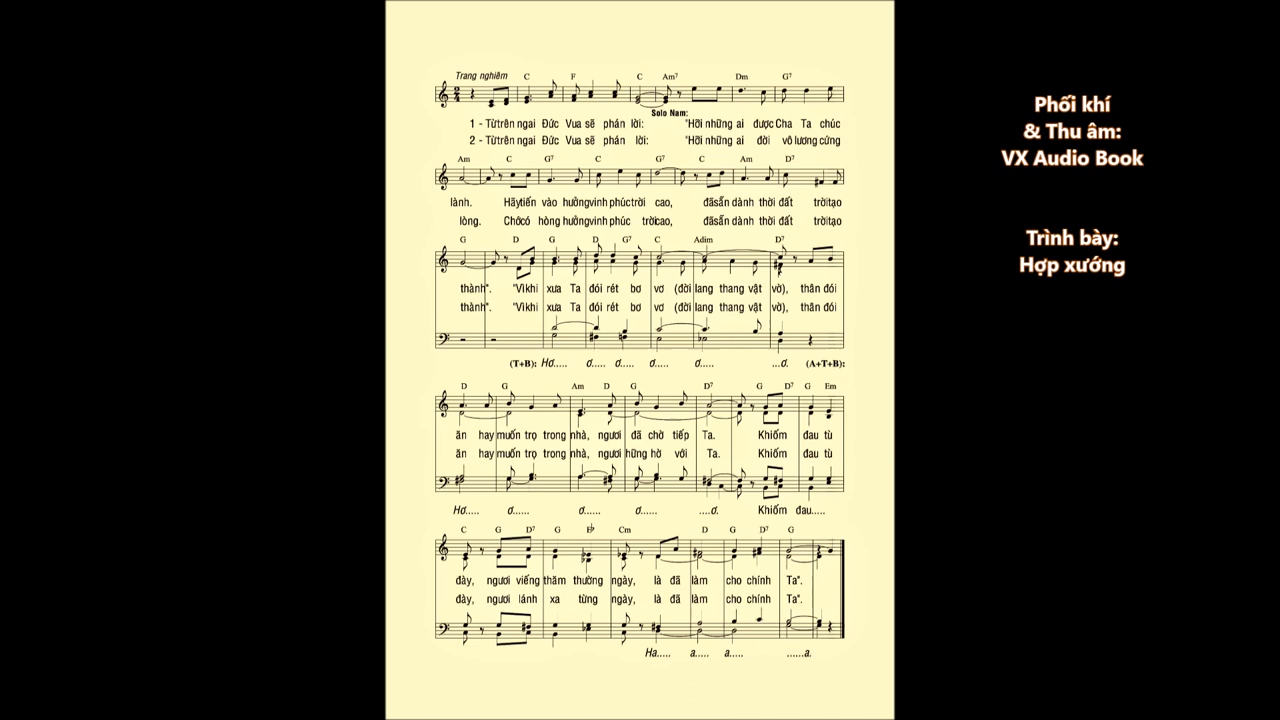 Trang nghiêm C F C Am7 Dm G7
Solo Nam:
1 - Từ trên ngai Đức Vua sẽ phán lời: "Hỡi những ai được Cha Ta chúc
2 - Từ trên ngai Đức Vua sẽ phán lời: "Hỡi những ai đời vô lương cứng
Am C G7 C G7 C Am D7
lành. Hãy tiến vào hưởng vinh phúc trời cao, đã sẵn dành thời đất trời tạo
lòng. Chớ có hòng hưởng vinh phúc trời cao, đã sẵn dành thời đất trời tạo
G D G D G7 C Adim D7
thành". "Vì khi xưa Ta đói rét bơ vơ (đời lang thang vật vờ), thân đói
thành". "Vì khi xưa Ta đói rét bơ vơ (đời lang thang vật vờ), thân đói
(T+B): Hơ..... ơ..... ơ..... ơ..... ơ..... ...ơ. (A+T+B):
D G Am D G D7 G D7 G Em
ăn hay muốn trọ trong nhà, ngươi đã chờ tiếp Ta. Khi ốm đau tù
ăn hay muốn trọ trong nhà, ngươi hững hờ với Ta. Khi ốm đau tù
Hơ..... ơ...... ơ...... ơ...... ....ơ. Khi ốm đau.....
C G D7 G Eb Cm D G D7 G
đày, ngươi viếng thăm thường ngày, là đã làm cho chính Ta".
đày, ngươi lánh xa từng ngày, là đã làm cho chính Ta".
Ha..... a..... a..... ......a.
Phối khí
& Thu âm:
VX Audio Book
Trình bày:
Hợp xướng